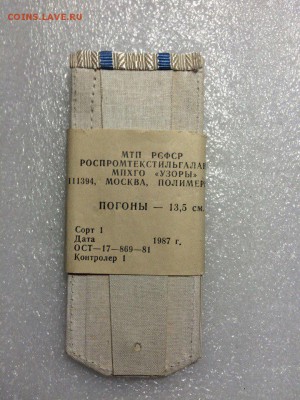 COINS.LAVE.RU
МТП РСФСР
РОСПРОМТЕКСТИЛЬГАЛАН
МПХГО «УЗОРЫ»
111394, МОСКВА, ПОЛИМЕР
ПОГОНЫ — 13,5 см.
Сорт 1
Дата 1987 г.
ОСТ—17—869—81
Контролер 1